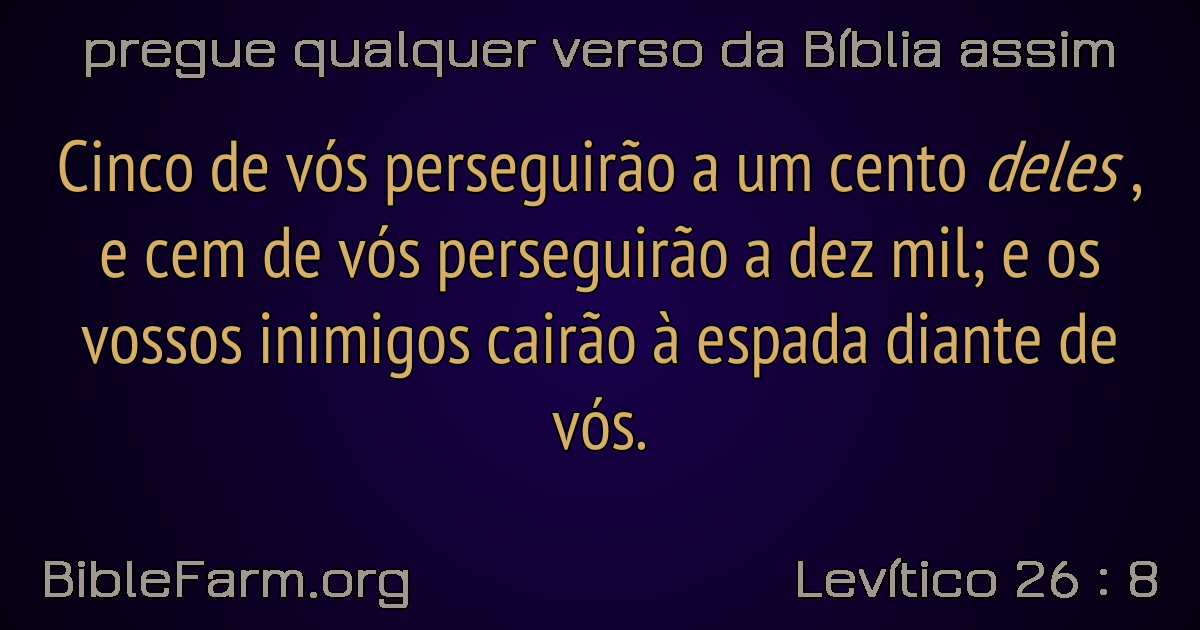 pregue qualquer verso da Bíblia assim
Cinco de vós perseguirão a um cento deles ,
e cem de vós perseguirão a dez mil; e os
vossos inimigos cairão à espada diante de
vós.
BibleFarm.org
Levítico 26 : 8